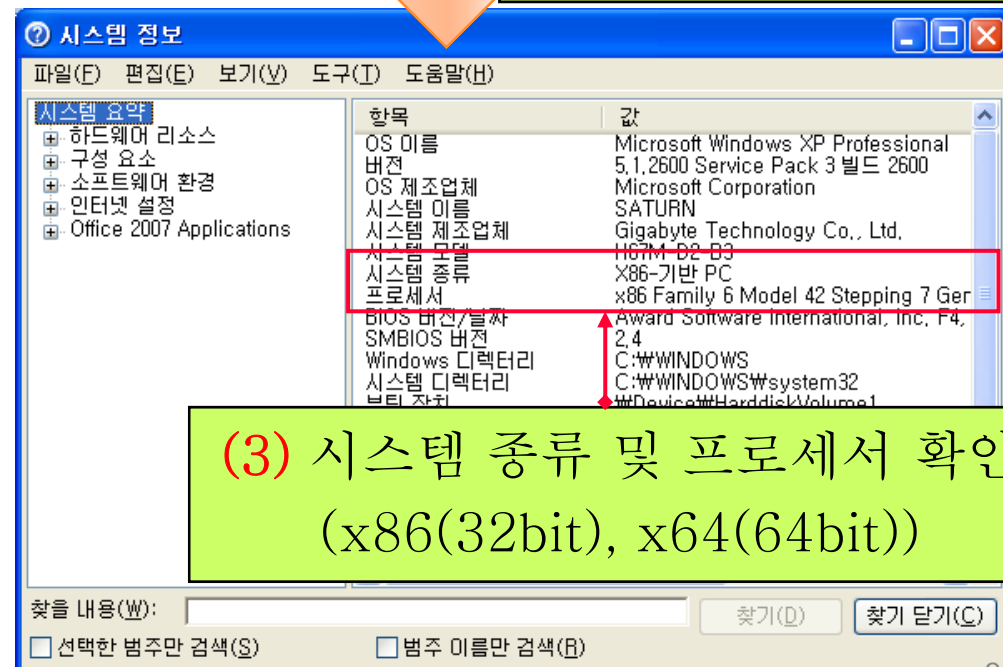 시스템 정보
파일(F) 편집(E) 보기(V) 도구(T) 도움말(H)
시스템 요약
하드웨어 리소스
구성 요소
소프트웨어 환경
인터넷 설정
Office 2007 Applications
항목 값
OS 이름 Microsoft Windows XP Professional
버전 5.1.2600 Service Pack 3 빌드 2600
OS 제조업체 Microsoft Corporation
시스템 이름 SATURN
시스템 제조업체 Gigabyte Technology Co., Ltd.
시스템 모델 H67M-D2-B3
시스템 종류 X86-기반 PC
프로세서 x86 Family 6 Model 42 Stepping 7 Ger
BIOS 버전/날짜 Award Software International, Inc. F4,
SMBIOS 버전 2.4
Windows 디렉터리 C:₩WINDOWS
시스템 디렉터리 C:₩WINDOWS₩system32
부팅 장치 ₩Device₩HarddiskVolume1
(3) 시스템 종류 및 프로세서 확인
(x86(32bit), x64(64bit))
찾을 내용(W): 찾기(D) 찾기 닫기(C)
선택한 범주만 검색(S) 범주 이름만 검색(R)